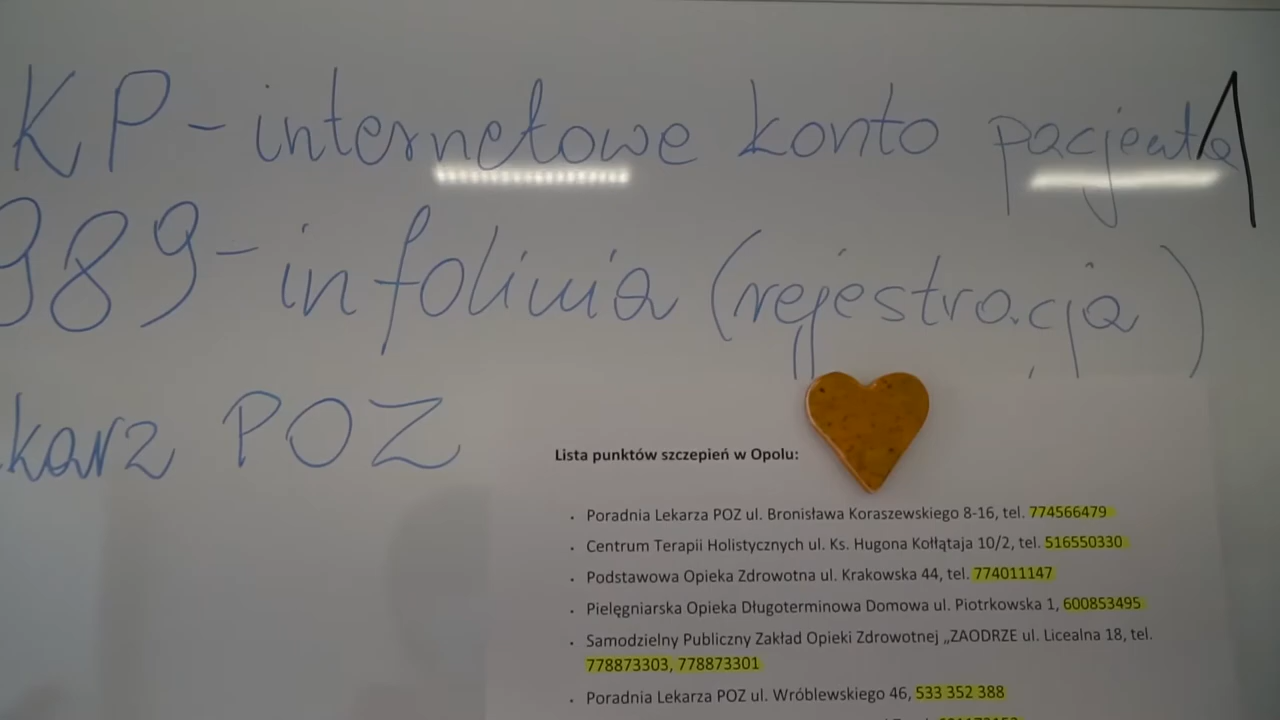 KP - internetowe konto pacjenta
989 - infolinia (rejestracja)
karz POZ
Lista punktów szczepień w Opolu:
· Poradnia Lekarza POZ ul. Bronisława Koraszewskiego 8-16, tel. 774566479
· Centrum Terapii Holistycznych ul. Ks. Hugona Kołłątaja 10/2, tel. 516550330
· Podstawowa Opieka Zdrowotna ul. Krakowska 44, tel. 774011147
· Pielęgniarska Opieka Długoterminowa Domowa ul. Piotrkowska 1, 600853495
· Samodzielny Publiczny Zakład Opieki Zdrowotnej „ZAODRZE ul. Licealna 18, tel.
778873303, 778873301
· Poradnia Lekarza POZ ul. Wróblewskiego 46, 533 352 388